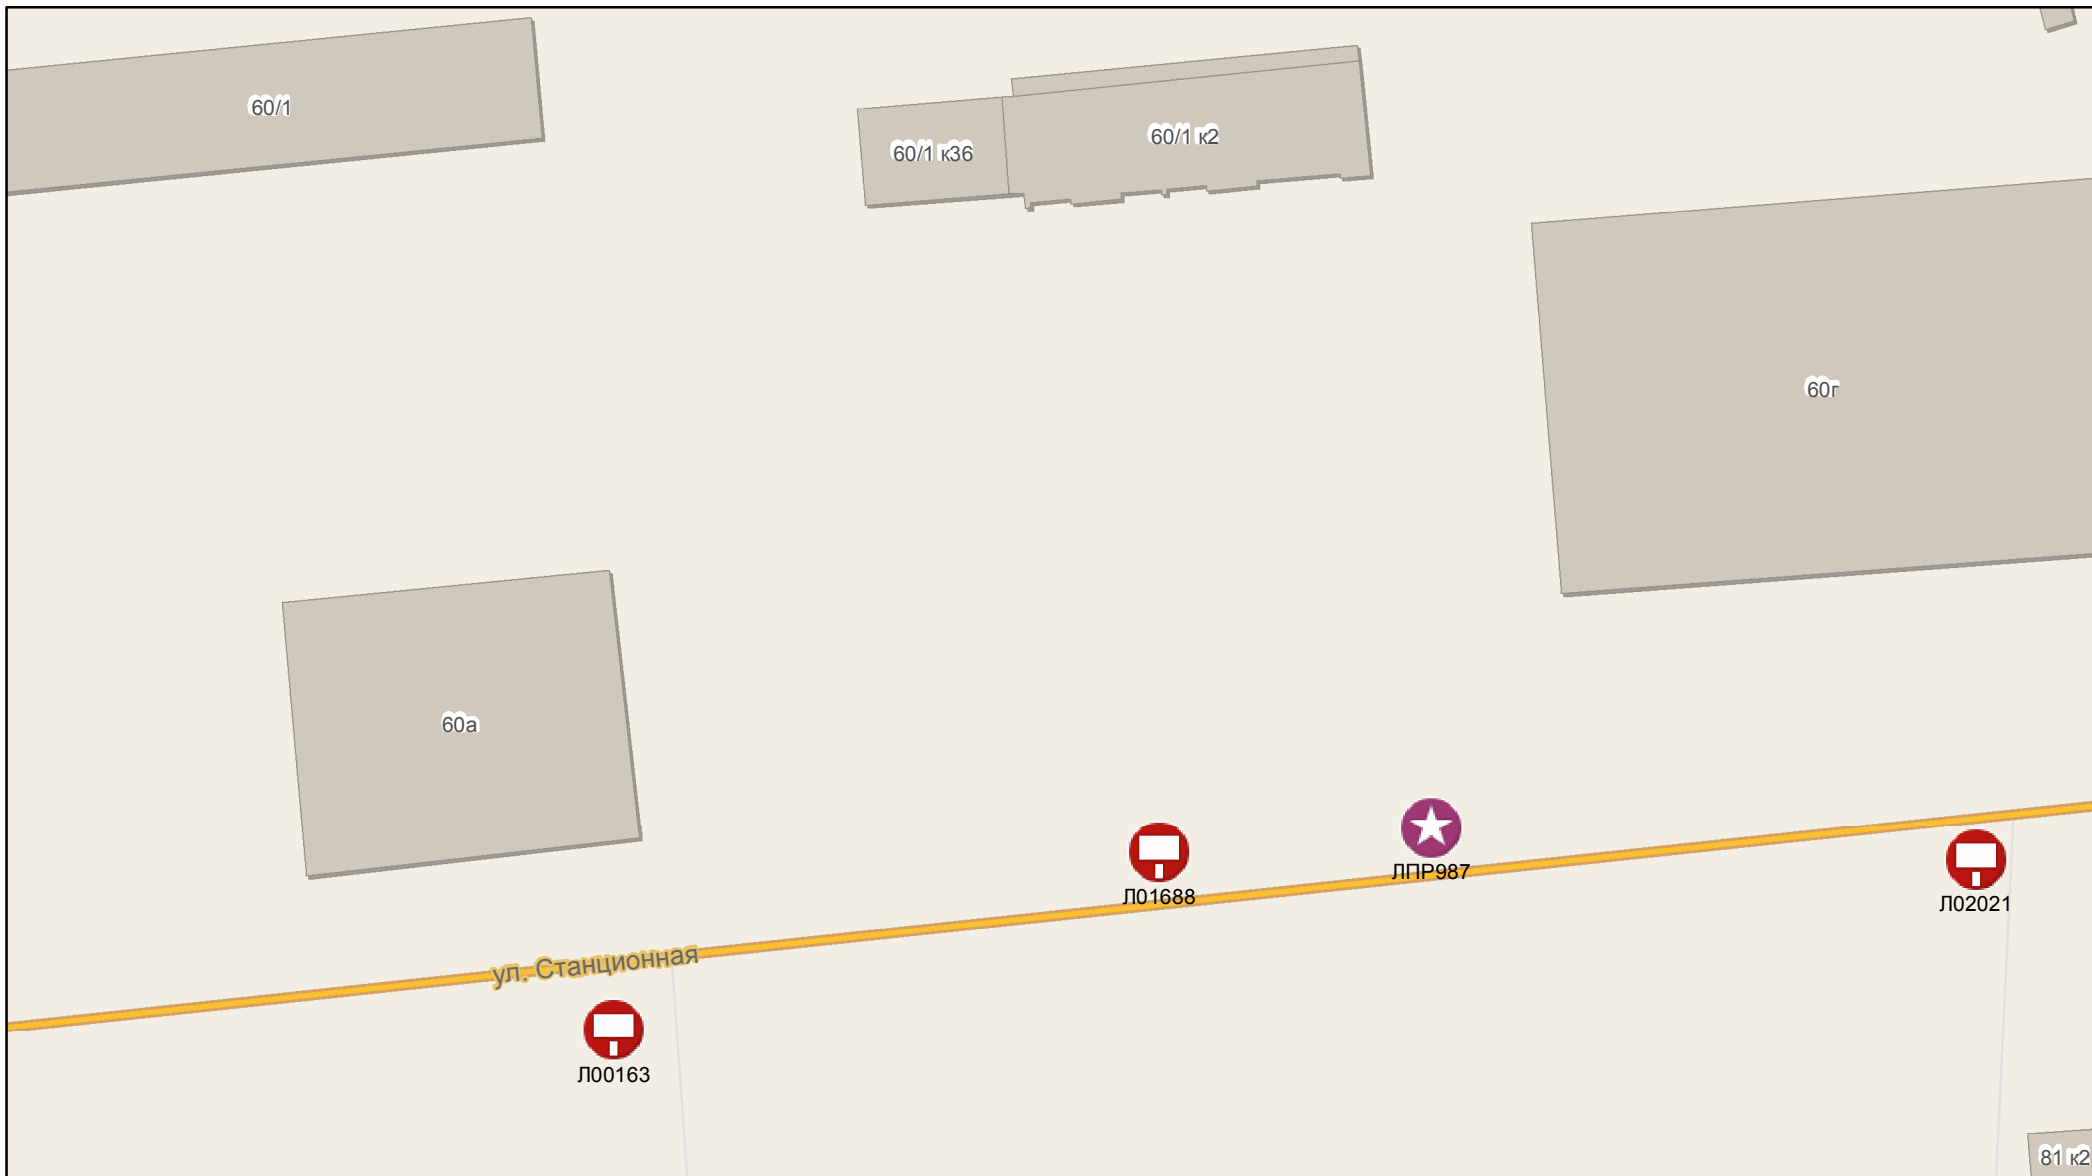 60/1
60/1 к2
60/1 к36
60г
60а
Л01688
ЛПР987
Л02021
ул. Станционная
Л00163
81 к2